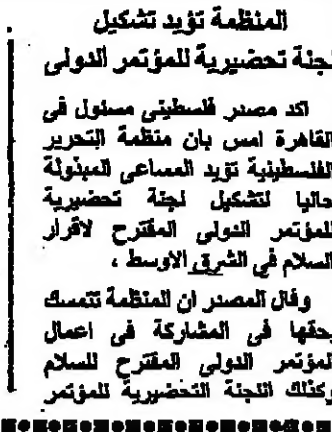 المنظمة تؤيد تشكيل
لجنة تحضيرية للمؤتمر الدولى
اكد مصدر فلسطينى مسئول فى
القاهرة امس بان منظمة التحرير
الفلسطينية تؤيد المساعى المبذولة
حاليا لتشكيل لجنة تحضيرية
للمؤتمر الدولى المقترح لاقرار
السلام فى الشرق الاوسط ،
وقال المصدر ان المنظمة تتمسك
بحقها فى المشاركة فى اعمال
المؤتمر الدولى المقترح للسلام
وكذلك اللجنة التحضيرية للمؤتمر